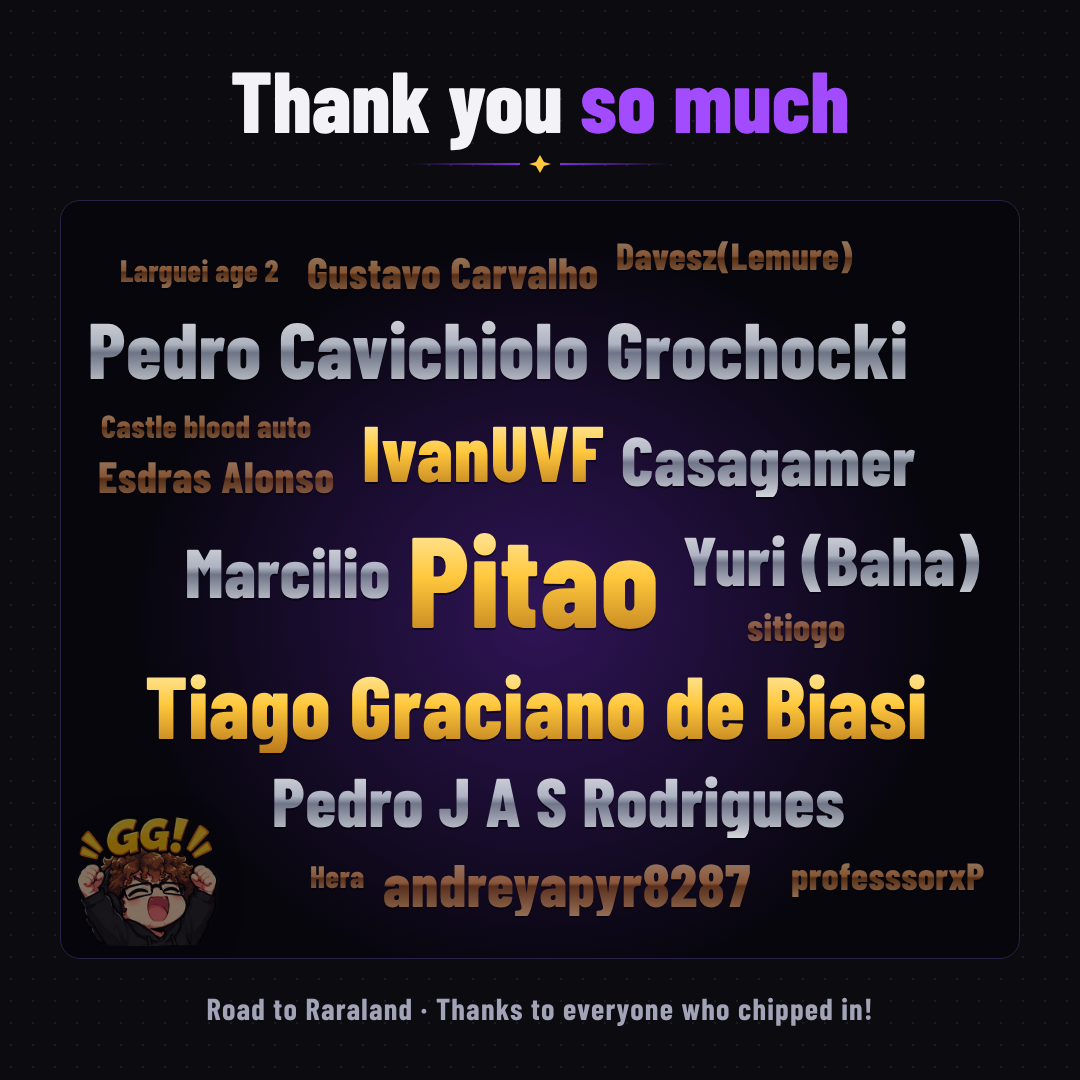 Thank you so much
Larguei age 2 Gustavo Carvalho Davesz(Lemure)
Pedro Cavichiolo Grochocki
Castle blood auto
IvanUVF Casagamer
Esdras Alonso
Marcilio Pitao Yuri (Baha)
sitiogo
Tiago Graciano de Biasi
Pedro J A S Rodrigues
GG!
Hera andreyapyr8287 professsorxP
Road to Raraland · Thanks to everyone who chipped in!